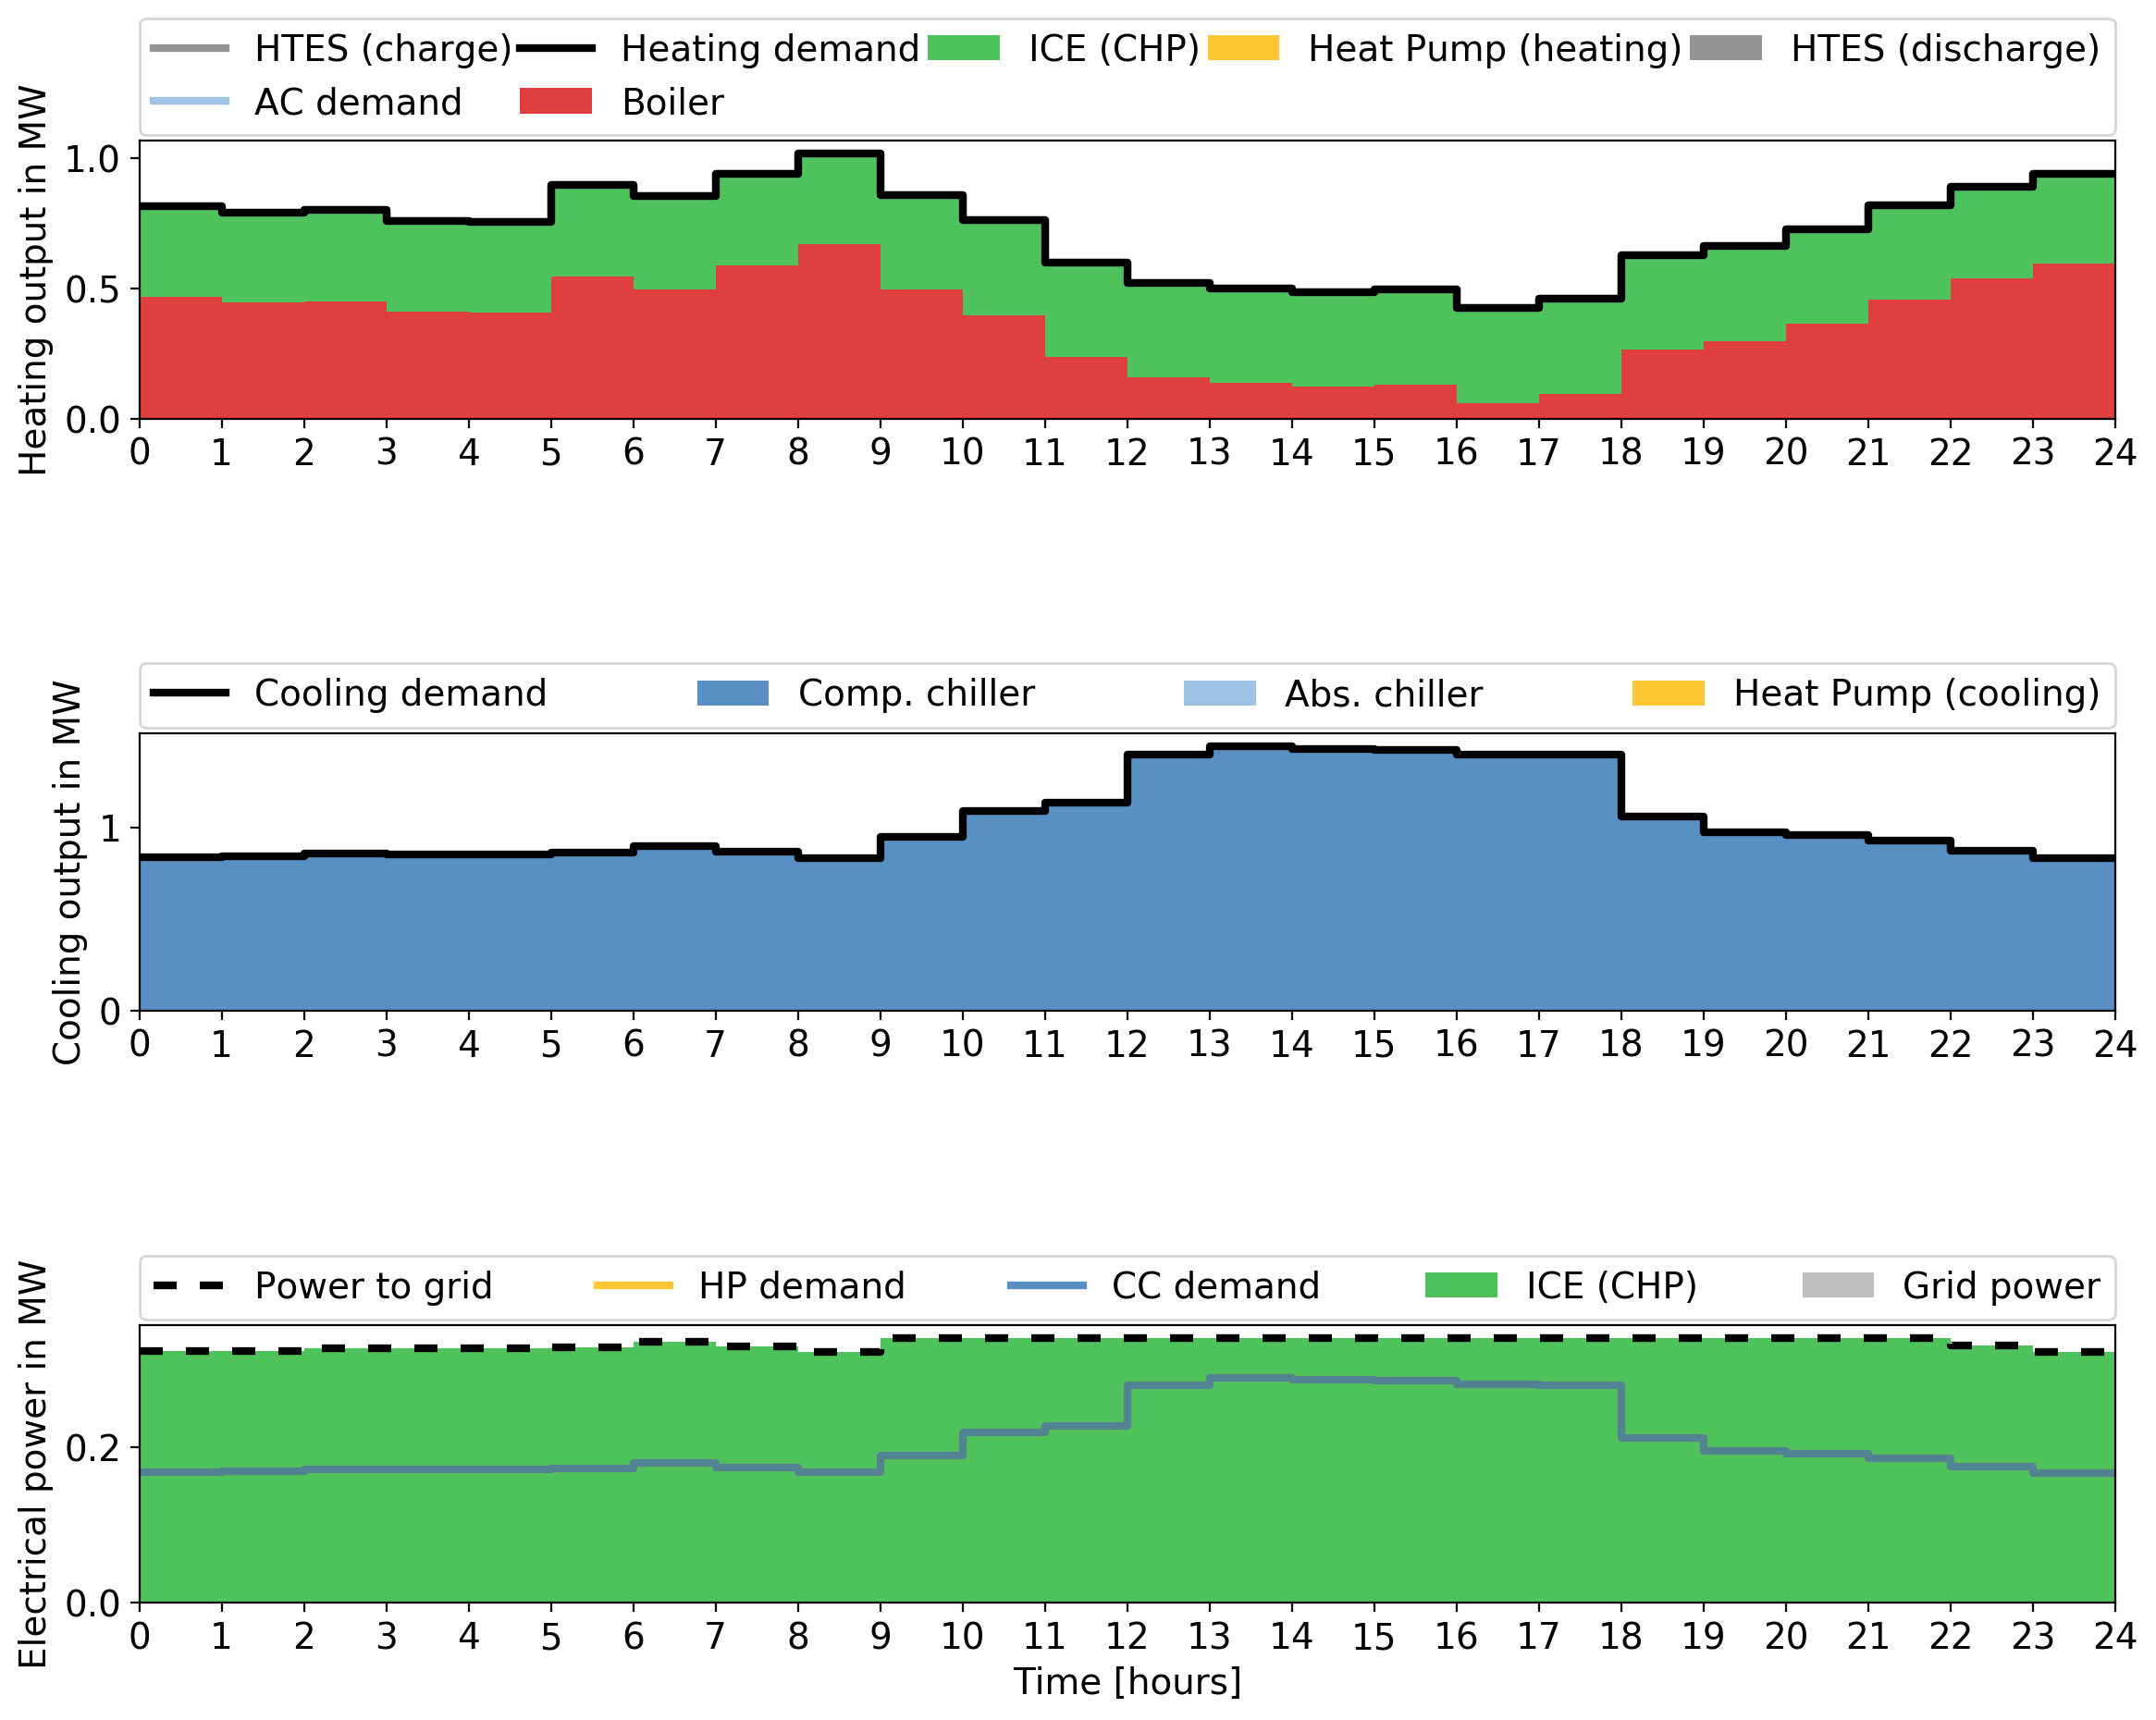 HTES (charge) Heating demand ICE (CHP) Heat Pump (heating) HTES (discharge)
AC demand Boiler
Heating output in MW
1.0
0.5
0.0
0 1 2 3 4 5 6 7 8 9 10 11 12 13 14 15 16 17 18 19 20 21 22 23 24
Cooling demand Comp. chiller Abs. chiller Heat Pump (cooling)
Cooling output in MW
1
0
0 1 2 3 4 5 6 7 8 9 10 11 12 13 14 15 16 17 18 19 20 21 22 23 24
Power to grid HP demand CC demand ICE (CHP) Grid power
Electrical power in MW
0.2
0.0
0 1 2 3 4 5 6 7 8 9 10 11 12 13 14 15 16 17 18 19 20 21 22 23 24
Time [hours]